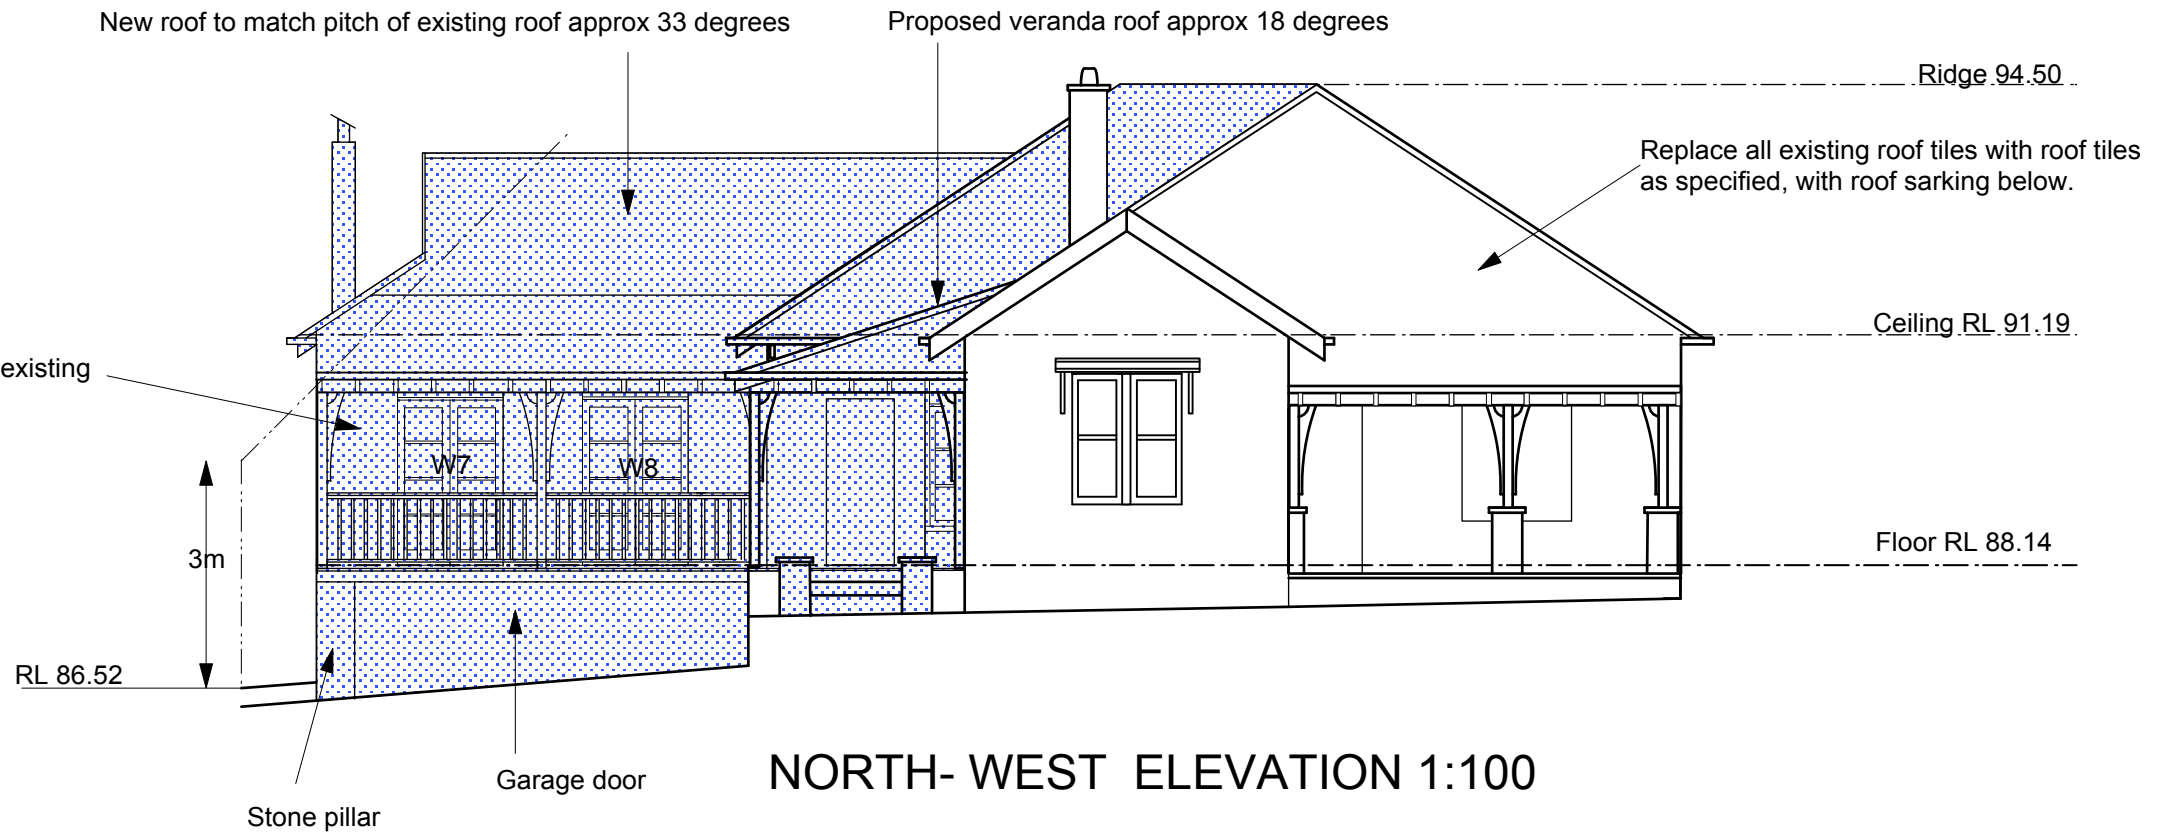 New roof to match pitch of existing roof approx 33 degrees
Proposed veranda roof approx 18 degrees
Ridge 94.50
Replace all existing roof tiles with roof tiles
as specified, with roof sarking below.
Ceiling RL 91.19
existing
W7
W8
3m
Floor RL 88.14
RL 86.52
NORTH- WEST ELEVATION 1:100
Garage door
Stone pillar